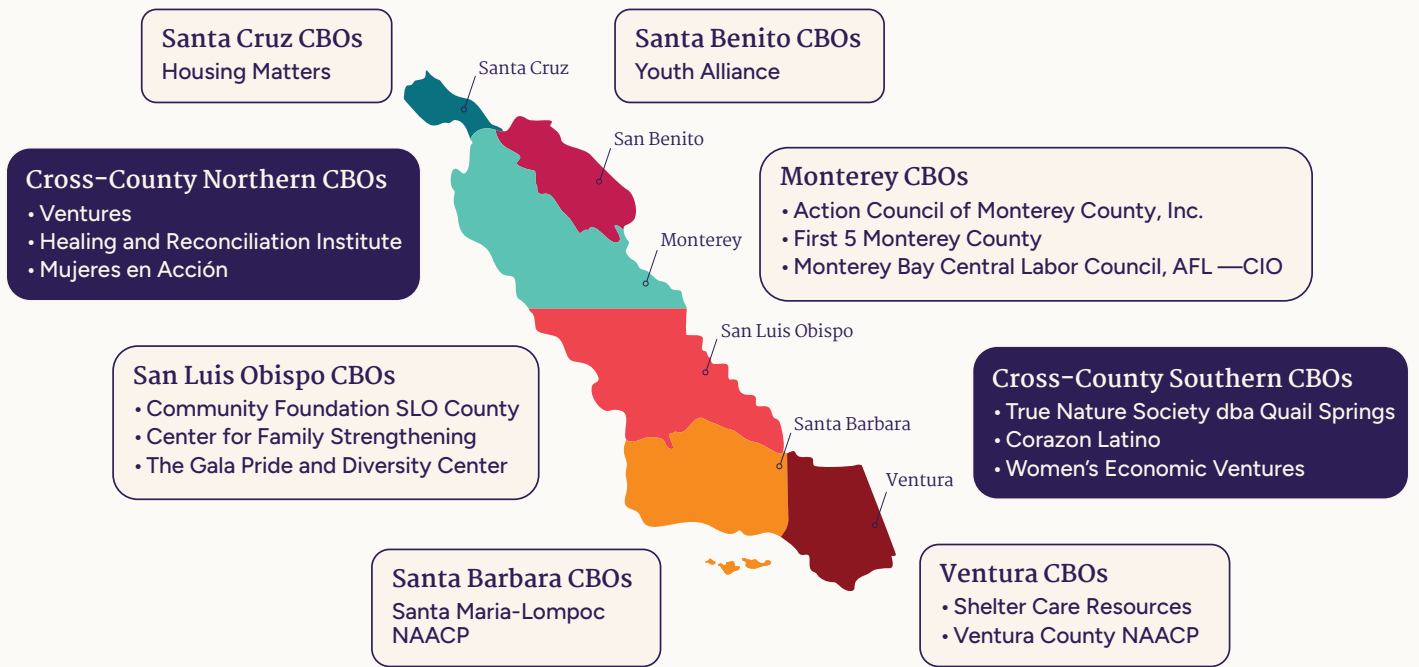 Santa Cruz CBOs
Housing Matters
Santa Benito CBOs
Youth Alliance
Santa Cruz
San Benito
Cross-County Northern CBOs
• Ventures
• Healing and Reconciliation Institute
• Mujeres en Acción
Monterey CBOs
• Action Council of Monterey County, Inc.
• First 5 Monterey County
• Monterey Bay Central Labor Council, AFL —CIO
Monterey
San Luis Obispo
San Luis Obispo CBOs
• Community Foundation SLO County
• Center for Family Strengthening
• The Gala Pride and Diversity Center
Cross-County Southern CBOs
• True Nature Society dba Quail Springs
• Corazon Latino
• Women's Economic Ventures
Santa Barbara
Ventura
Santa Barbara CBOs
Santa Maria-Lompoc
NAACP
Ventura CBOs
• Shelter Care Resources
• Ventura County NAACP